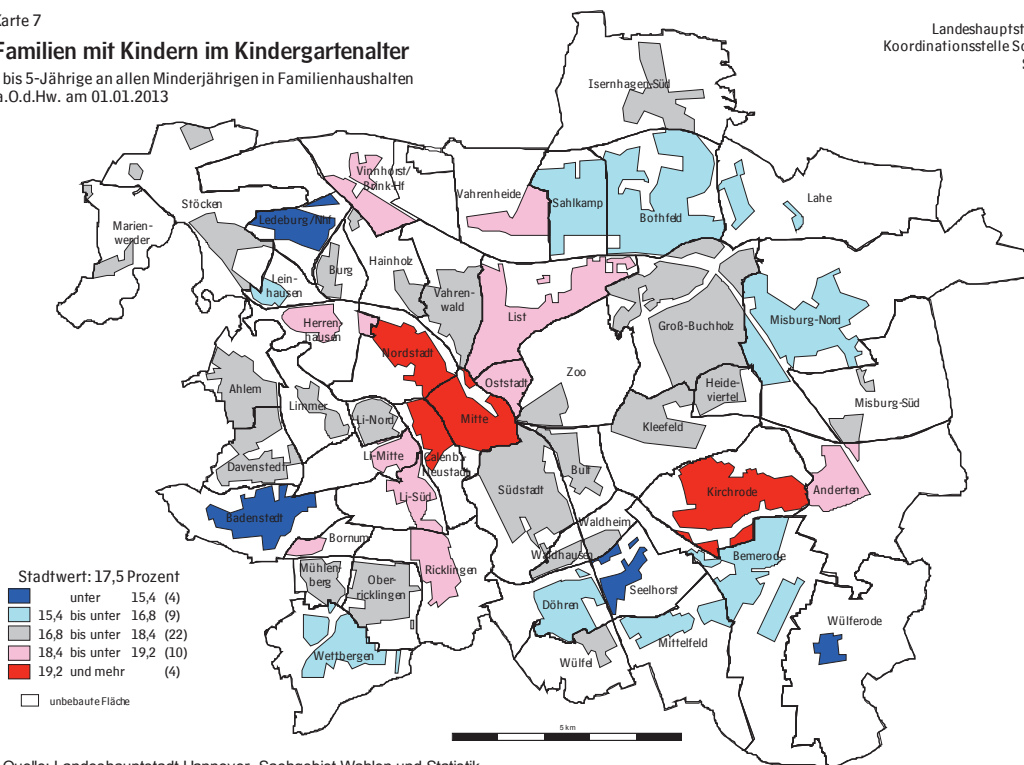 Karte 7
Familien mit Kindern im Kindergartenalter
bis 5-Jährige an allen Minderjährigen in Familienhaushalten
a.O.d.Hw. am 01.01.2013
Landeshauptst
Koordinationsstelle So
Isernhagen-Süd
Vinnhorst/
Brink-Hf
Vahrenheide
Sahlkamp
Bothfeld
Lahe
Stöcken
Marien-
werder
Ledeburg/Nhf
Burg
Hainholz
Lein-
hausen
Vahren-
wald
List
Groß-Buchholz
Misburg-Nord
Herren-
hausen
Nordstadt
Oststadt
Zoo
Heide-
viertel
Misburg-Süd
Ahlem
Limmer
Li-Nord
Mitte
Kleefeld
Li-Mitte
Calenb.-
Neustadt
Davenstedt
Südstadt
Bult
Kirchrode
Anderten
Li-Süd
Badenstedt
Waldheim
Bornum
Waldhausen
Bemerode
Mühlen-
berg
Ober-
ricklingen
Ricklingen
Seelhorst
Döhren
Wülferode
Mittelfeld
Wettbergen
Wülfel
Stadtwert: 17,5 Prozent
unter 15,4 (4)
15,4 bis unter 16,8 (9)
16,8 bis unter 18,4 (22)
18,4 bis unter 19,2 (10)
19,2 und mehr (4)
unbebaute Fläche
5 km
Quelle: Landeshauptstadt Hannover, Sachgebiet Wahlen und Statistik